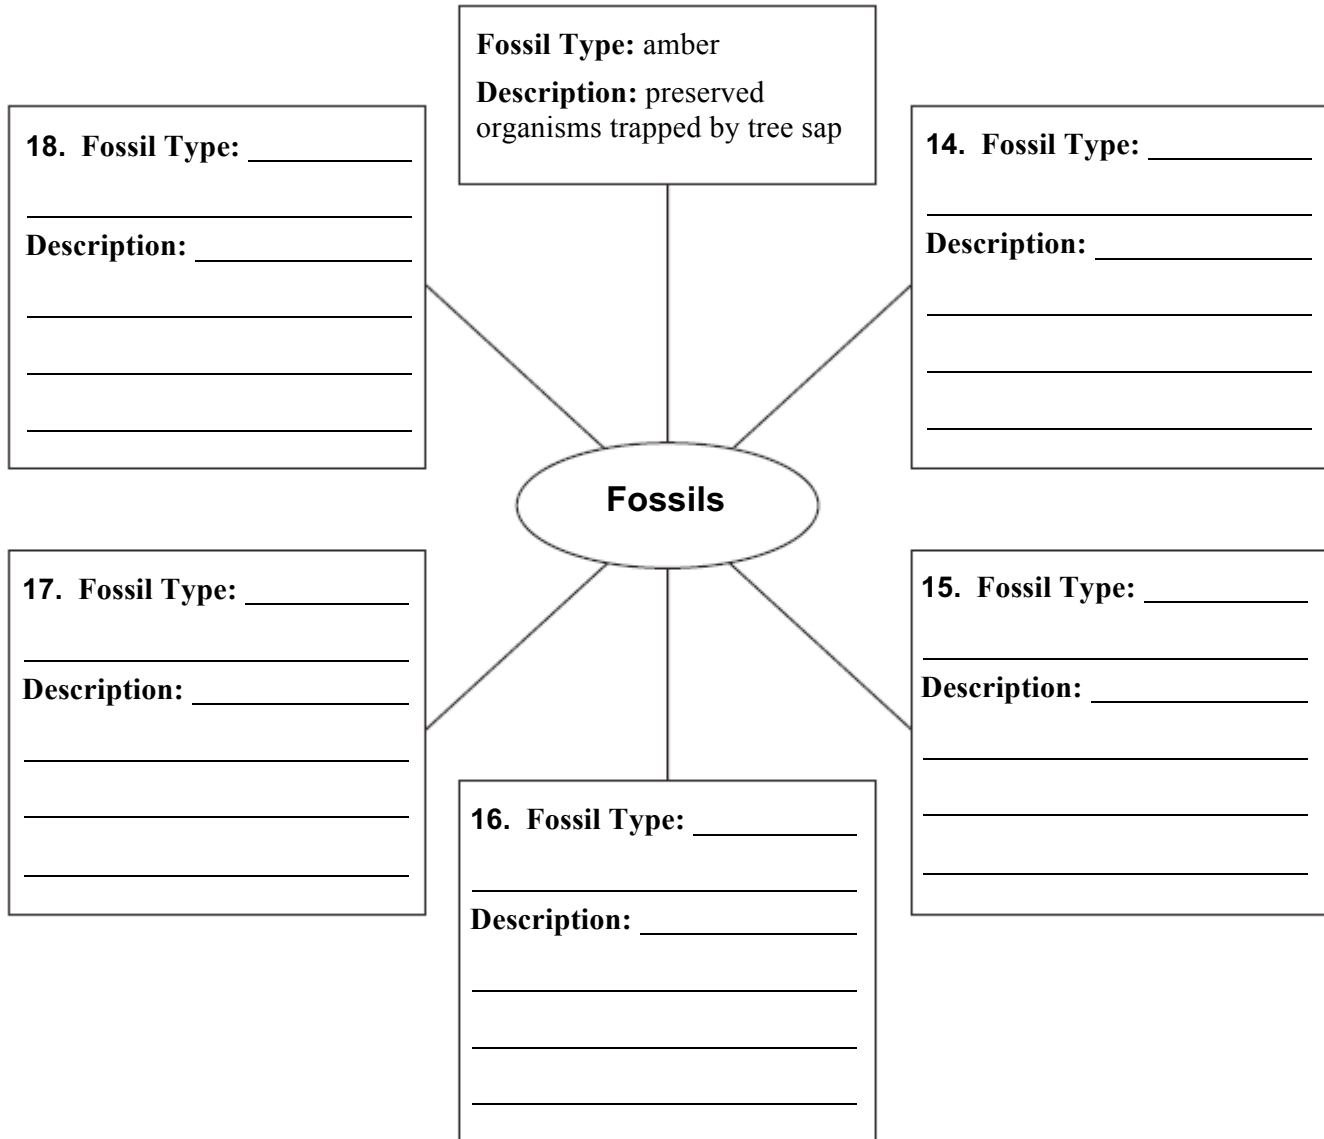 Fossil Type: amber
Description: preserved
organisms trapped by tree sap
18. Fossil Type:
Description:
14. Fossil Type:
Description:
Fossils
17. Fossil Type:
Description:
15. Fossil Type:
Description:
16. Fossil Type:
Description: